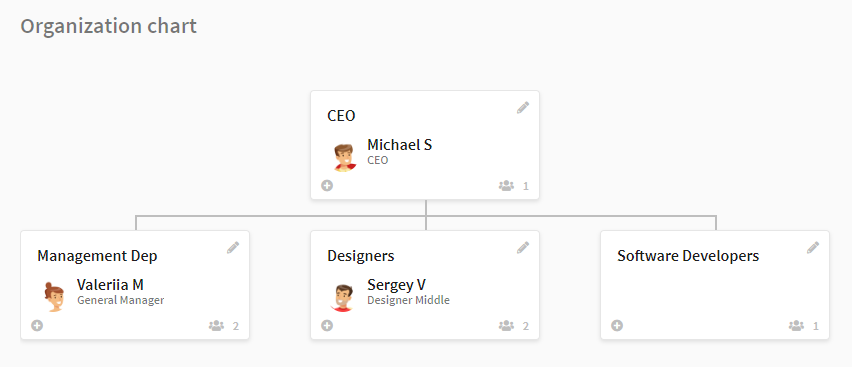 Organization chart
CEO
Michael S
CEO
1
Management Dep
Valeriia M
General Manager
2
Designers
Sergey V
Designer Middle
2
Software Developers
1